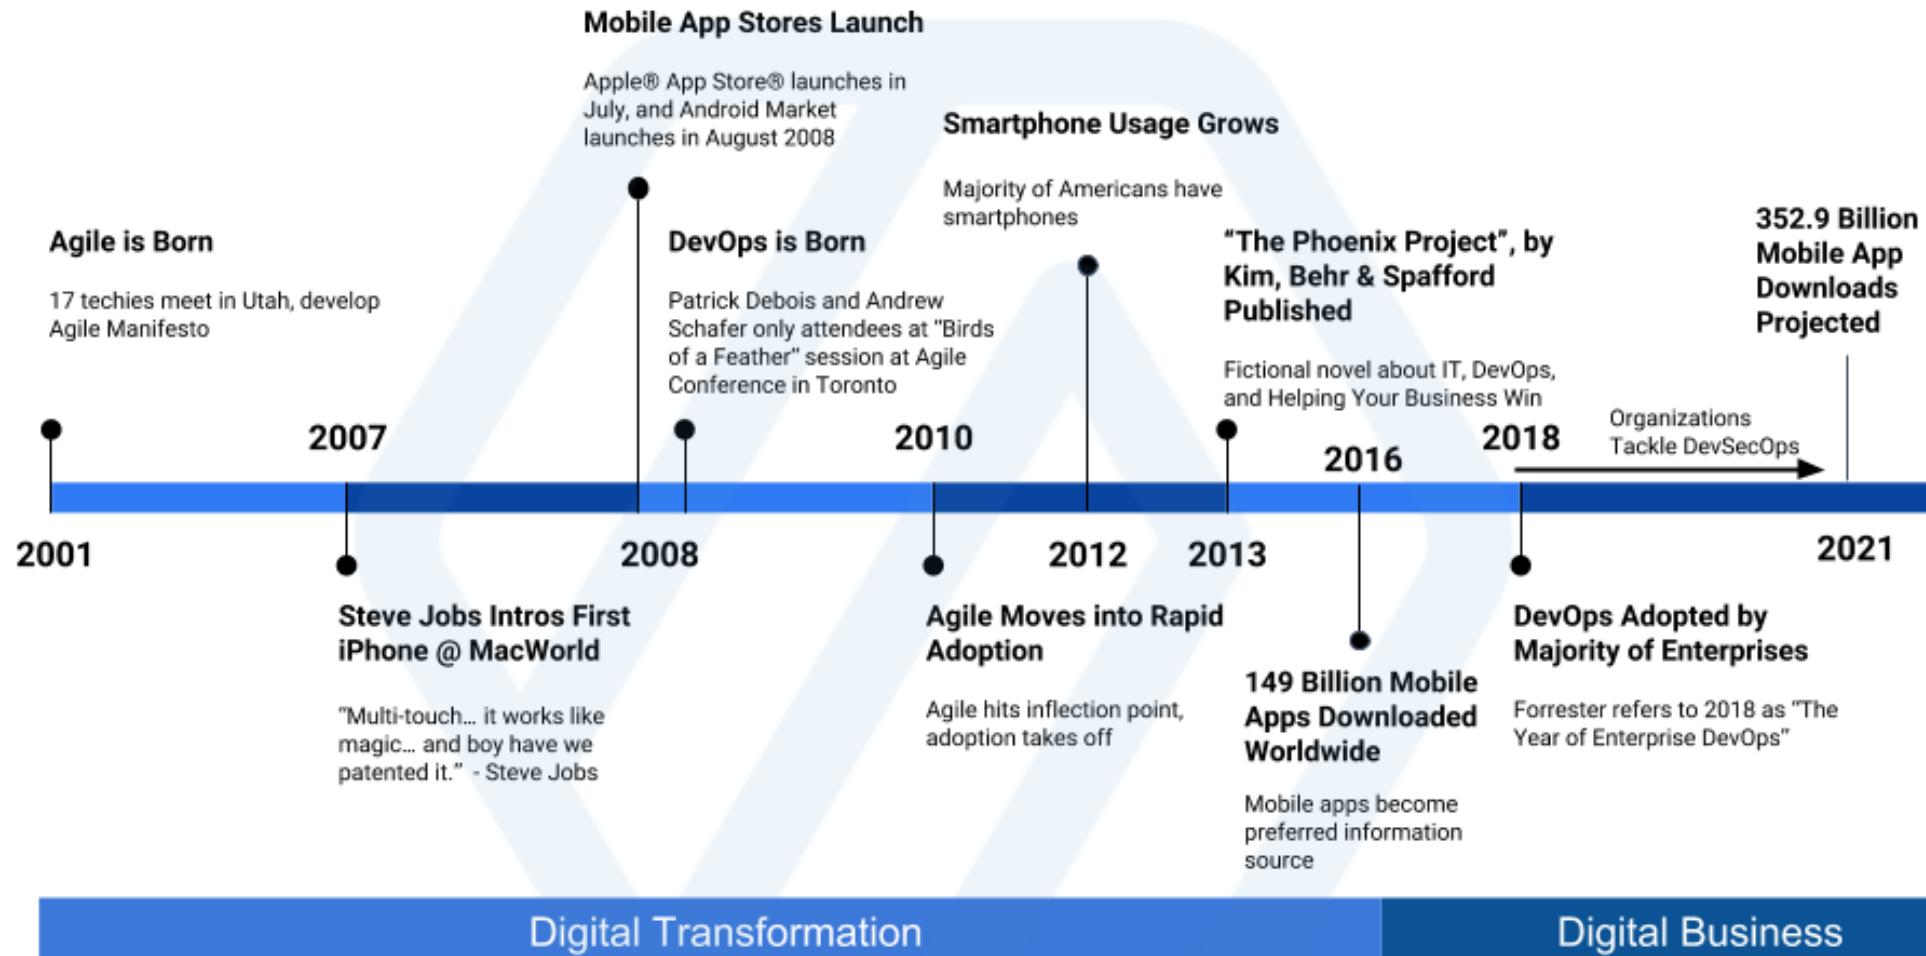 Mobile App Stores Launch
Apple® App Store® launches in
July, and Android Market
launches in August 2008
Smartphone Usage Grows
Majority of Americans have
smartphones
Agile is Born
17 techies meet in Utah, develop
Agile Manifesto
DevOps is Born
Patrick Debois and Andrew
Schafer only attendees at "Birds
of a Feather" session at Agile
Conference in Toronto
“The Phoenix Project”, by
Kim, Behr & Spafford
Published
Fictional novel about IT, DevOps,
and Helping Your Business Win
352.9 Billion
Mobile App
Downloads
Projected
Organizations
Tackle DevSecOps
2007
2010
2016
2018
2001
2008
2012
2013
2021
Steve Jobs Intros First
iPhone @ MacWorld
“Multi-touch… it works like
magic… and boy have we
patented it.” - Steve Jobs
Agile Moves into Rapid
Adoption
Agile hits inflection point,
adoption takes off
149 Billion Mobile
Apps Downloaded
Worldwide
Mobile apps become
preferred information
source
DevOps Adopted by
Majority of Enterprises
Forrester refers to 2018 as “The
Year of Enterprise DevOps”
Digital Transformation
Digital Business